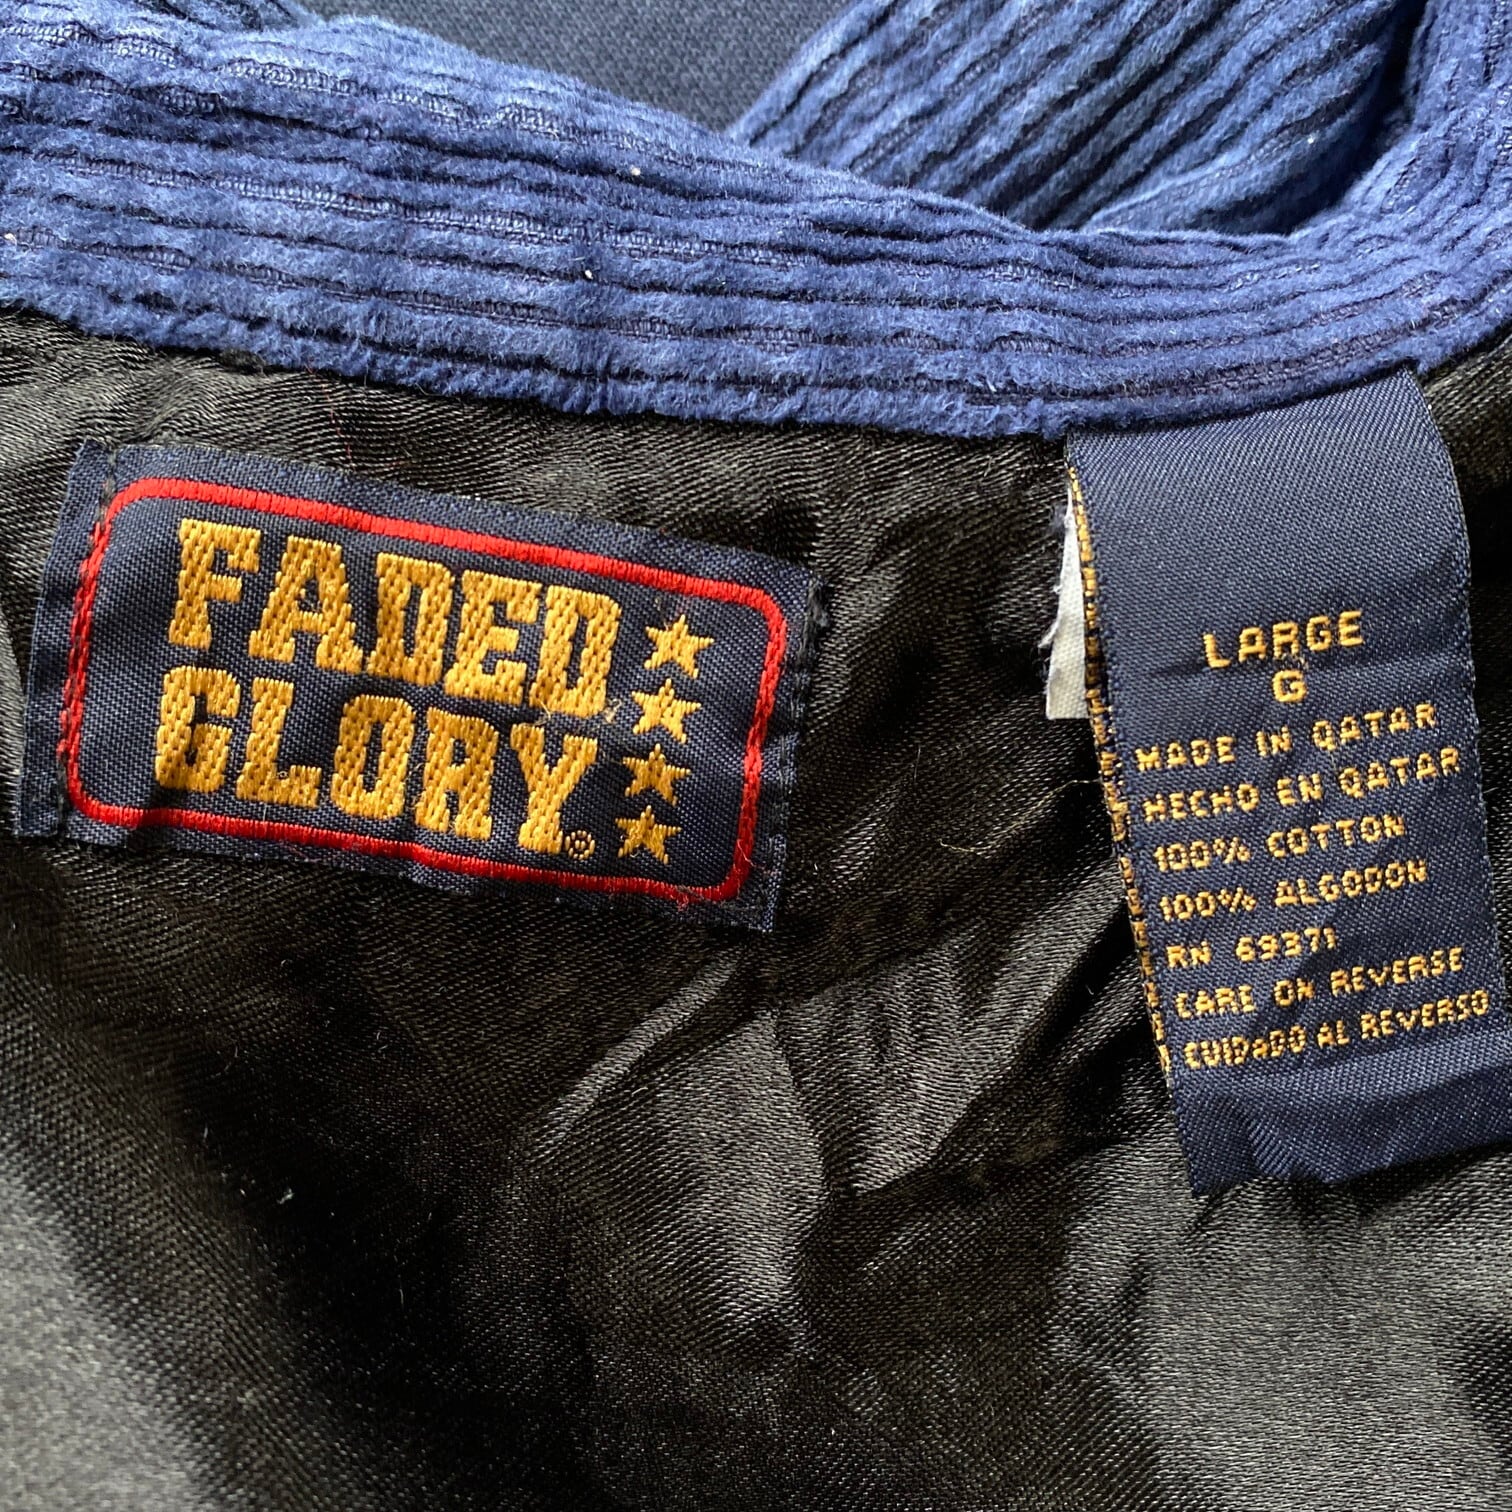 FADED
GLORY®
LARGE
G
MADE IN QATAR
HECHO EN QATAR
100% COTTON
100% ALGODON
RN 69371
CARE ON REVERSE
CUIDADO AL REVERSO